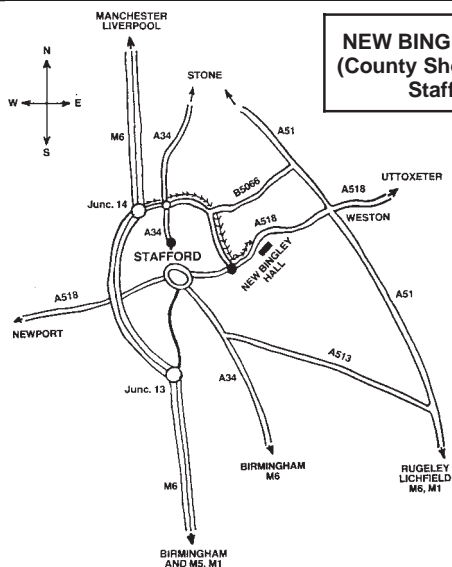 MANCHESTER
LIVERPOOL
NEW BING
(County Sho
Staff
N
W
E
S
STONE
M6
A34
A51
B5066
UTTOXETER
A518
WESTON
Junc. 14
A34
A518
STAFFORD
NEW BINGLEY
HALL
A518
NEWPORT
A51
A513
Junc. 13
A34
M6
BIRMINGHAM
M6
RUGELEY
LICHFIELD
M6, M1
BIRMINGHAM
AND M5, M1